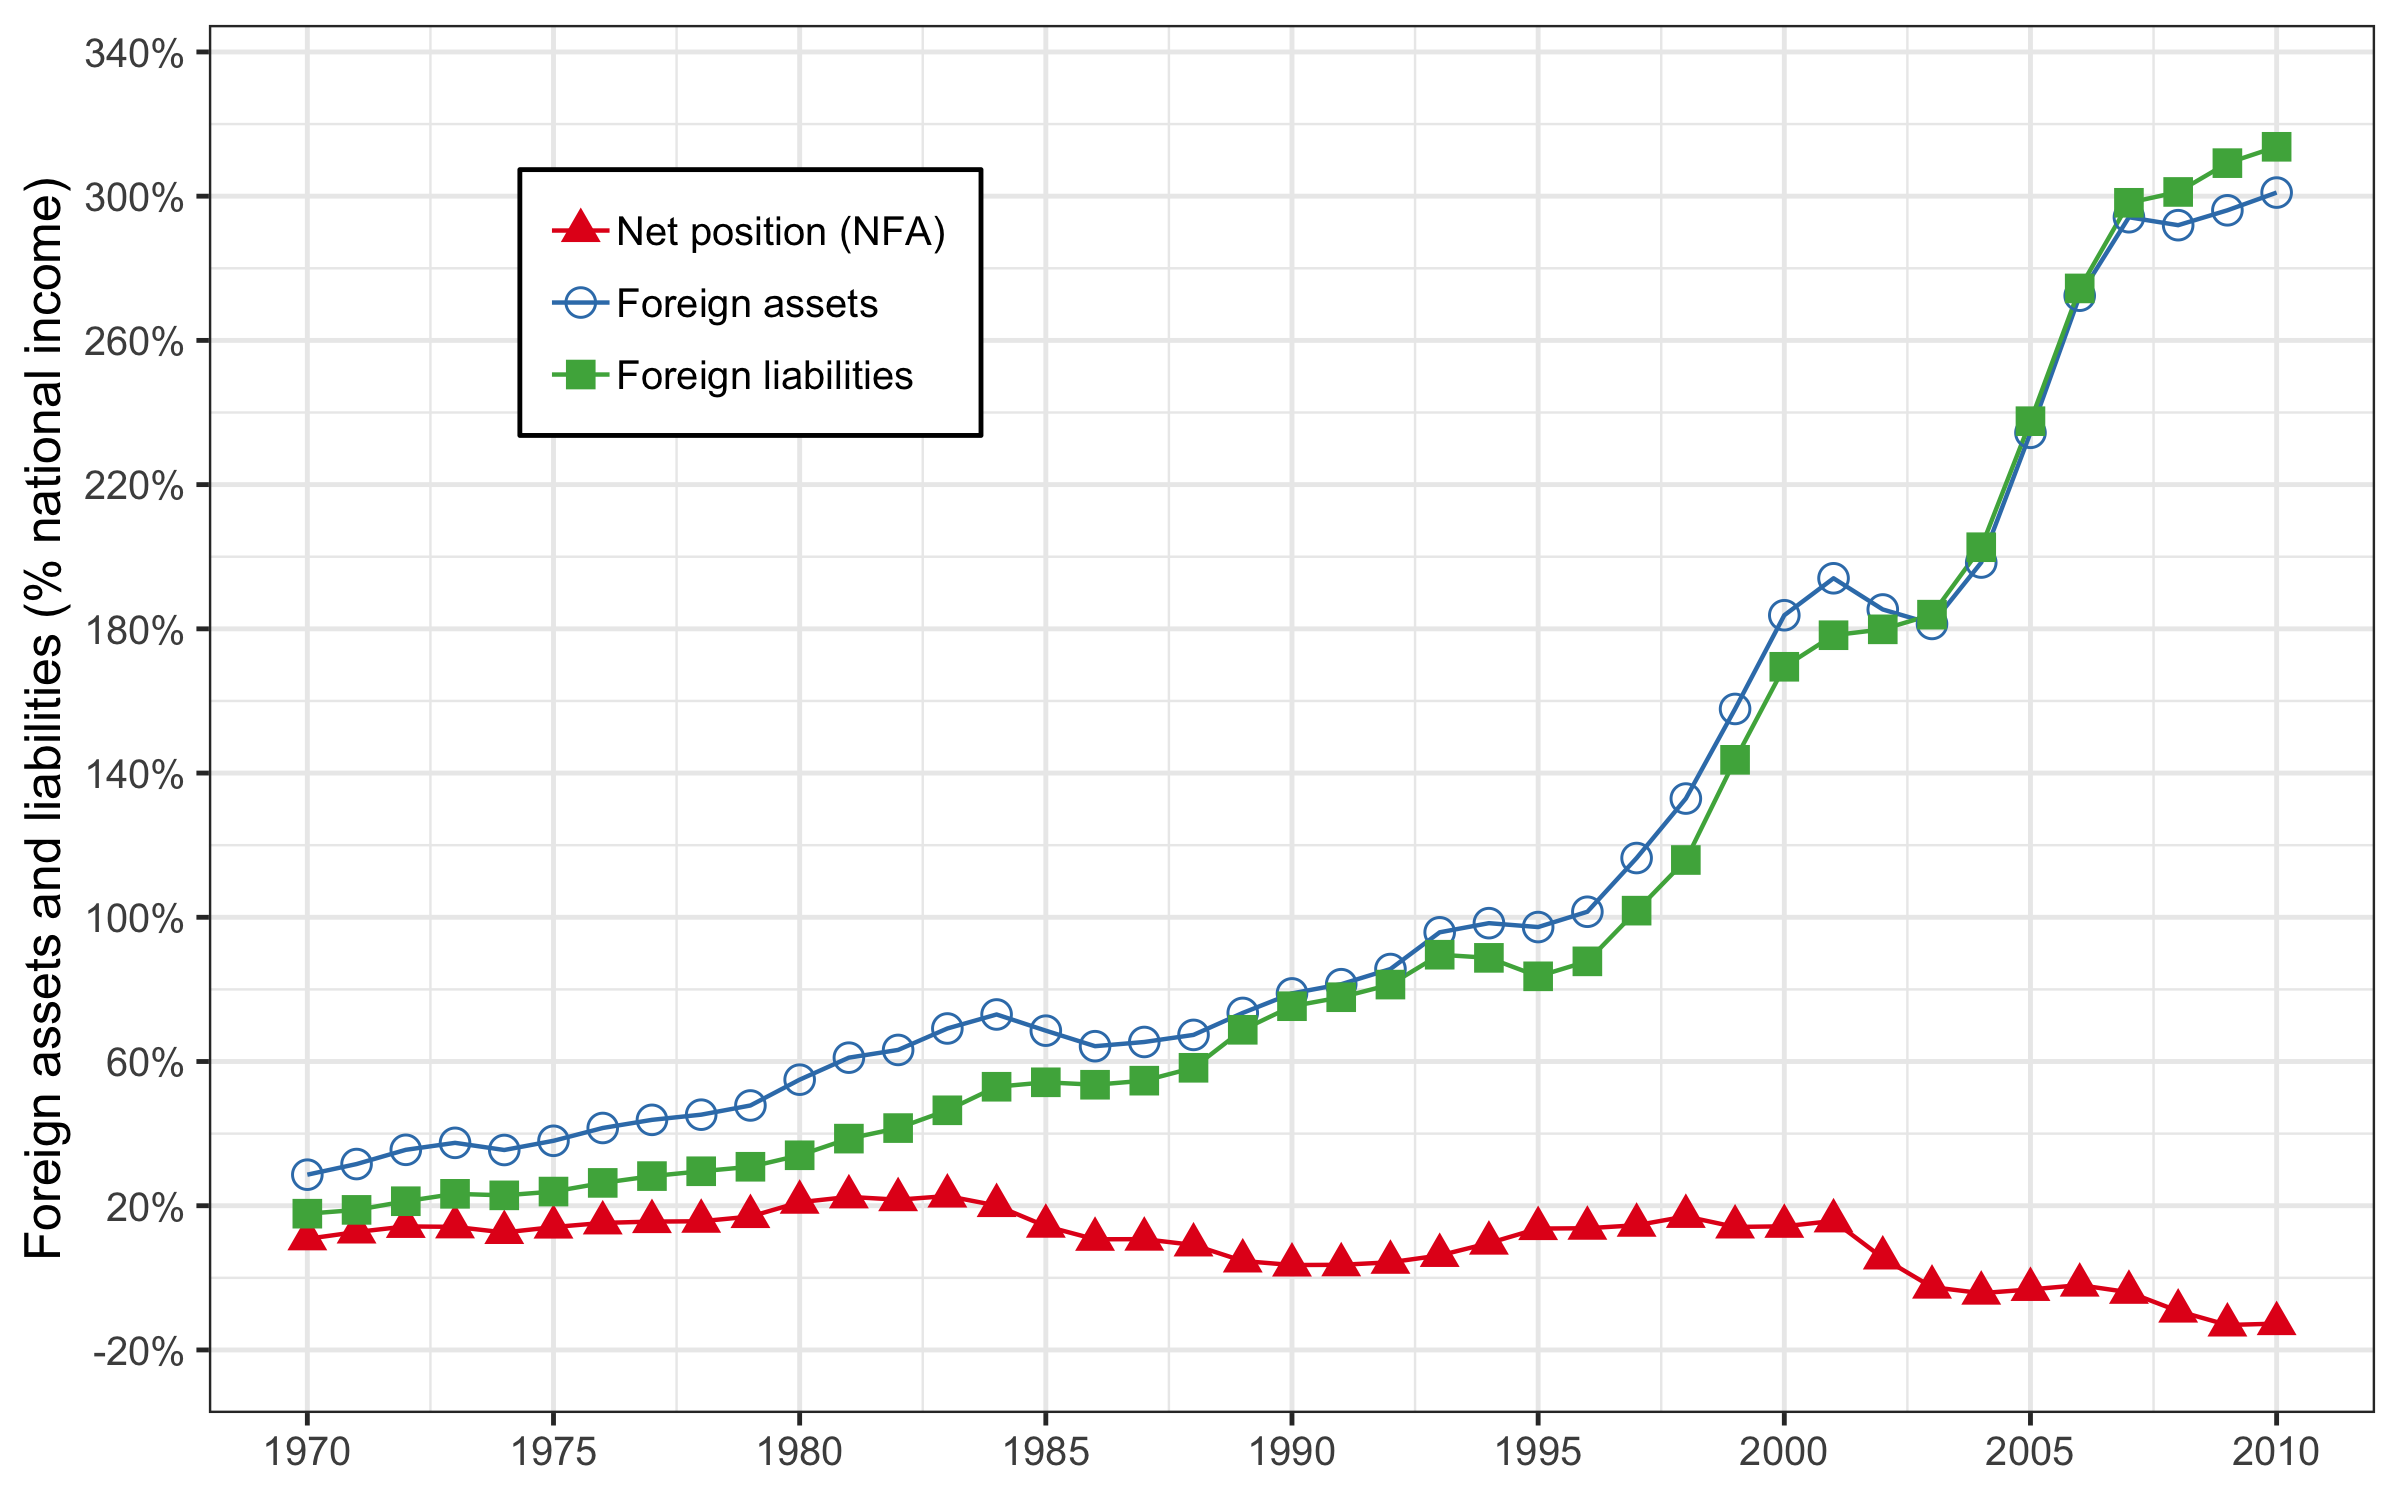 Foreign assets and liabilities (% national income)
340%
300%
260%
220%
180%
140%
100%
60%
20%
-20%
Net position (NFA)
Foreign assets
Foreign liabilities
1970 1975 1980 1985 1990 1995 2000 2005 2010